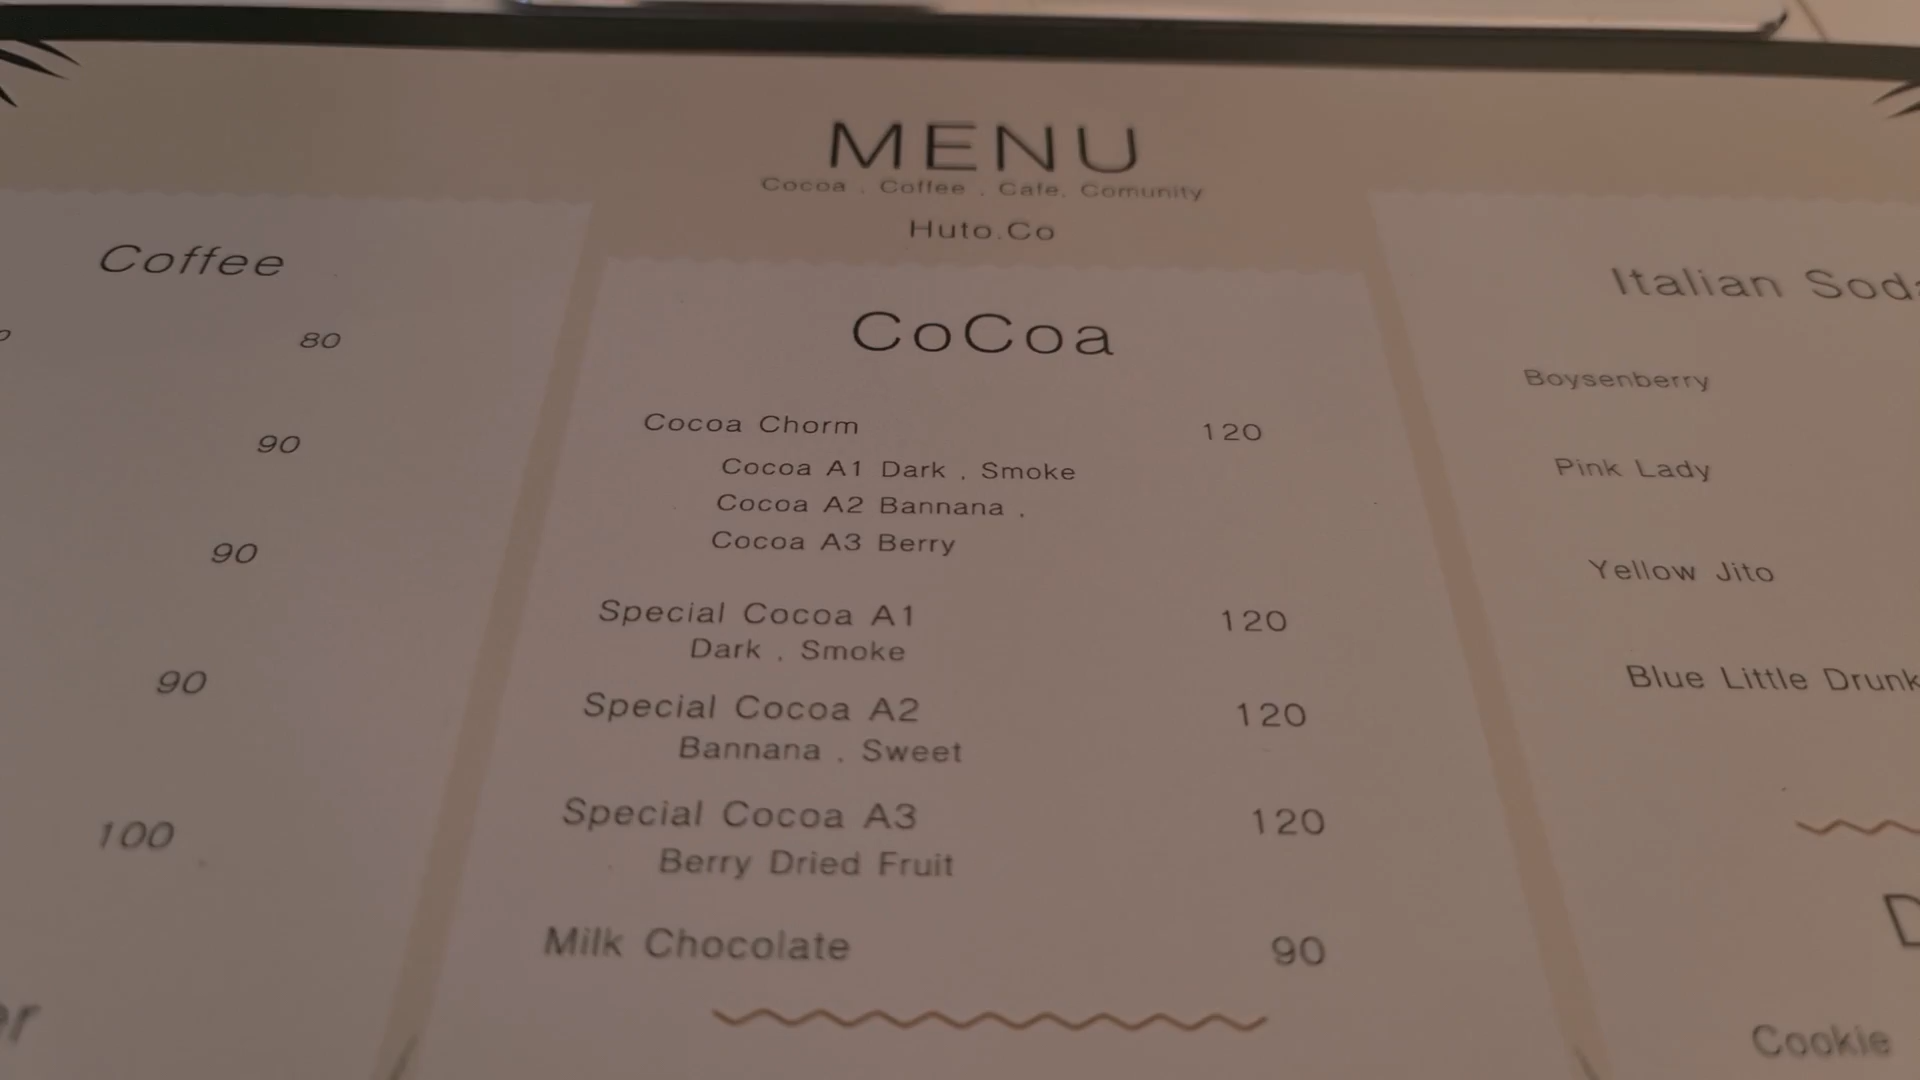 MENU
Cocoa . Coffee . Cafe. Comunity
Huto.Co
Coffee
80
90
90
90
100
CoCoa
Cocoa Chorm 120
Cocoa A1 Dark . Smoke
Cocoa A2 Bannana .
Cocoa A3 Berry
Special Cocoa A1 120
Dark . Smoke
Special Cocoa A2 120
Bannana . Sweet
Special Cocoa A3 120
Berry Dried Fruit
Milk Chocolate 90
Italian
Boysenberry
Pink Lady
Yellow Jito
Blue Little Drunk
Cookie